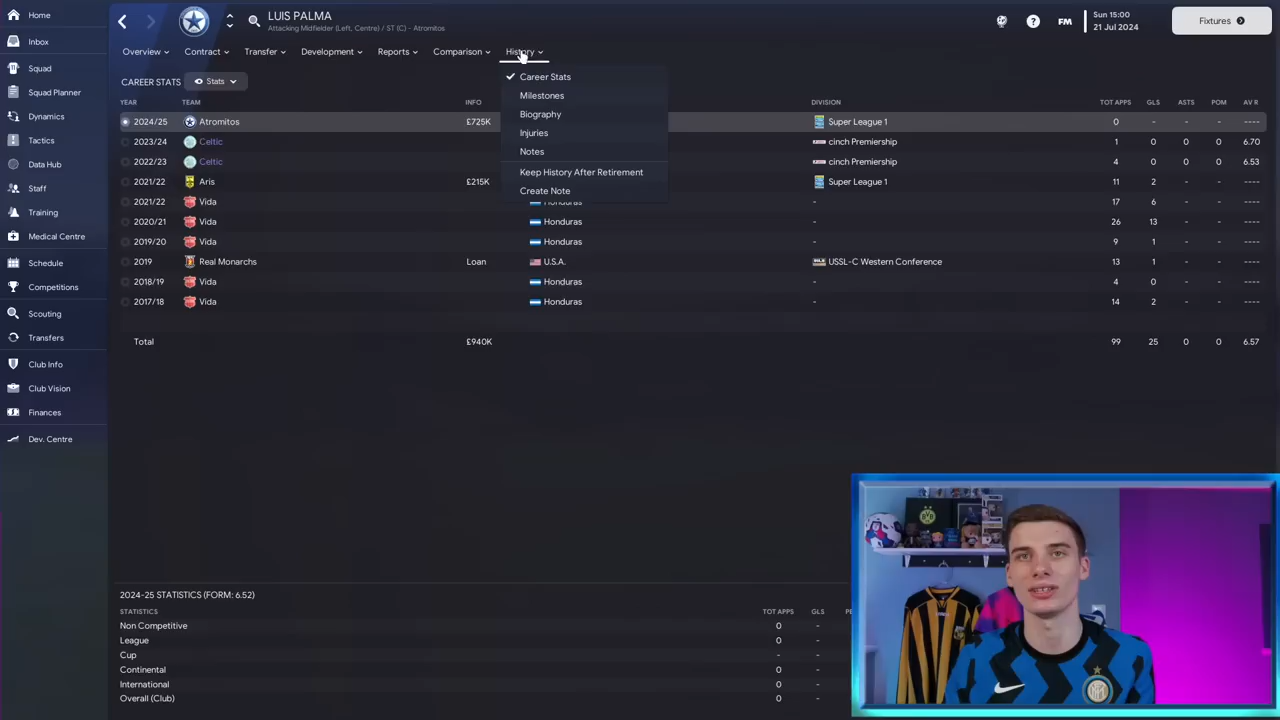 Home
Inbox
Squad
Squad Planner
Dynamics
Tactics
Data Hub
Staff
Training
Medical Centre
Schedule
Competitions
Scouting
Transfers
Club Info
Club Vision
Finances
Dev. Centre
LUIS PALMA
Attacking Midfielder (Left, Centre) / ST (C) - Atromitos
FM
Sun 15:00
21 Jul 2024
Fixtures
Overview Contract Transfer Development Reports Comparison History
CAREER STATS Stats
Career Stats
Milestones
Biography
Injuries
Notes
Keep History After Retirement
Create Note
YEAR TEAM INFO DIVISION TOT APPS GLS ASTS POM AV R
2024/25 Atromitos £725K Super League 1 0 - - - ----
2023/24 Celtic cinch Premiership 1 0 0 0 6.70
2022/23 Celtic cinch Premiership 4 0 0 0 6.53
2021/22 Aris £215K Super League 1 11 2 - - ----
2021/22 Vida Honduras - 17 6 - - ----
2020/21 Vida Honduras - 26 13 - - ----
2019/20 Vida Honduras - 9 1 - - ----
2019 Real Monarchs Loan U.S.A. USSL-C Western Conference 13 1 - - ----
2018/19 Vida Honduras - 4 0 - - ----
2017/18 Vida Honduras - 14 2 - - ----
Total £940K 99 25 0 0 6.57
2024-25 STATISTICS (FORM: 6.52)
STATISTICS TOT APPS GLS
Non Competitive 0 -
League 0 -
Cup - -
Continental 0 -
International 0 -
Overall (Club) 0 -